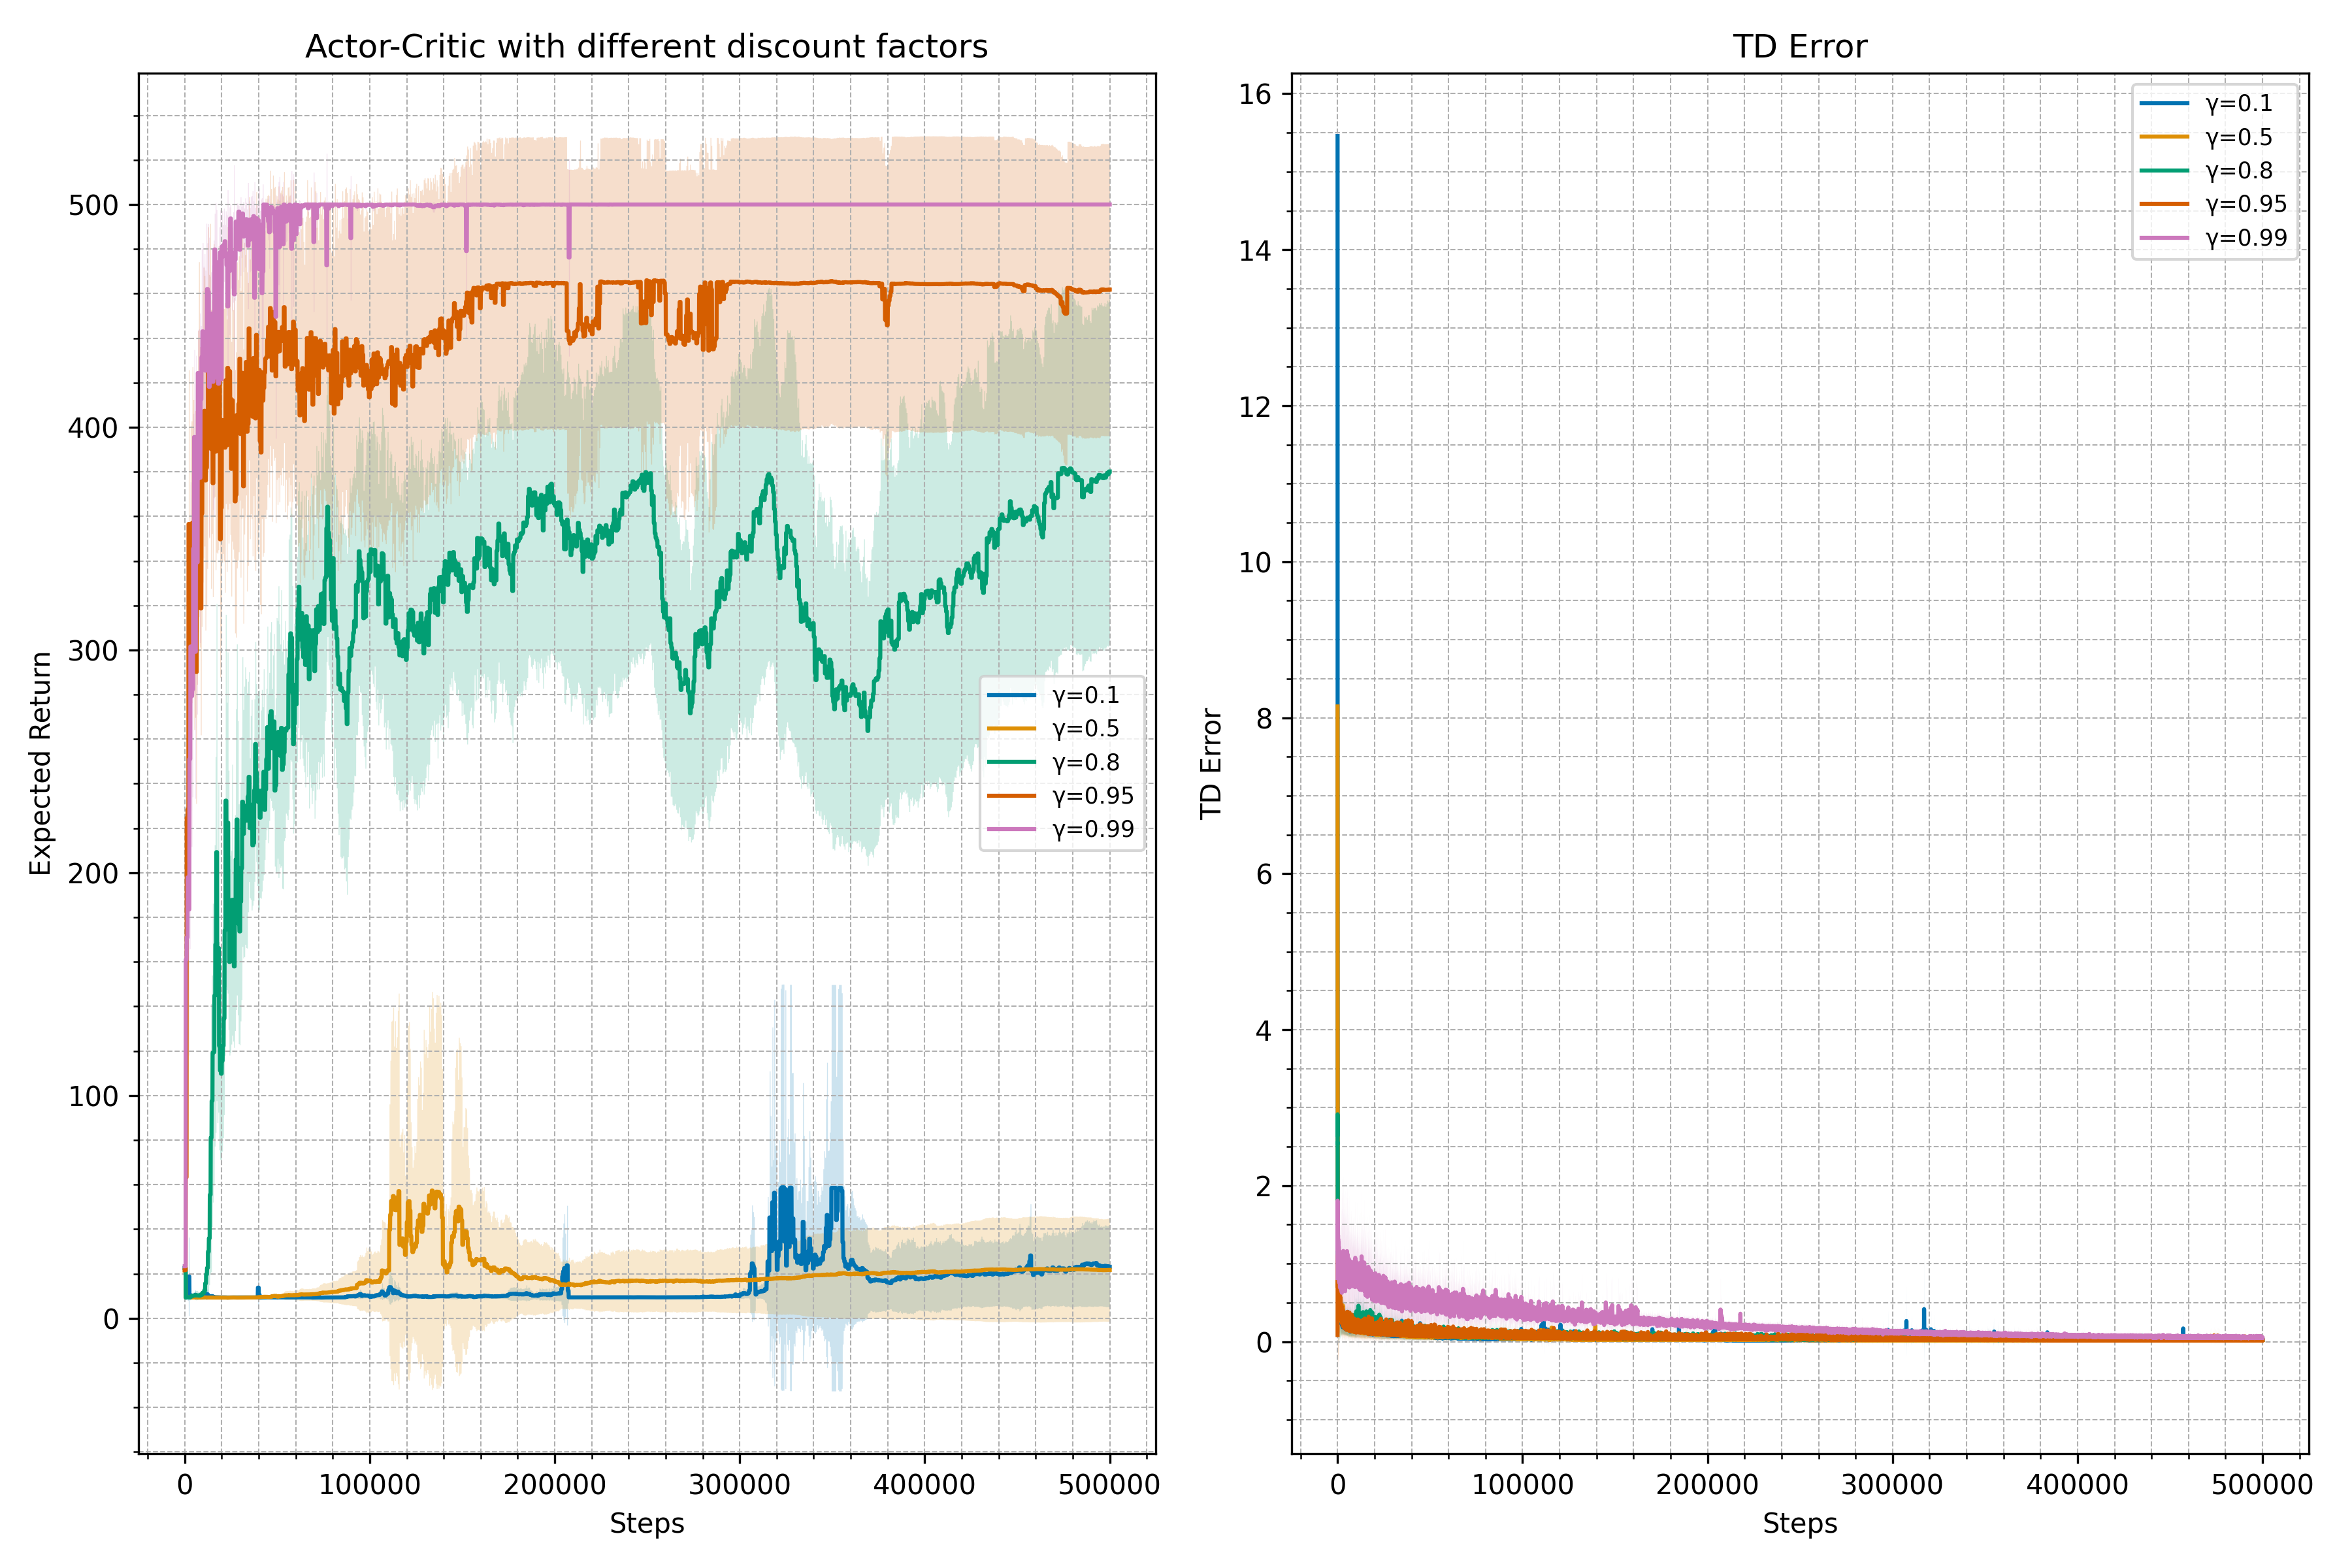 Actor-Critic with different discount factors
Expected Return
500
400
300
200
100
0
0 100000 200000 300000 400000 500000
Steps
γ=0.1
γ=0.5
γ=0.8
γ=0.95
γ=0.99
TD Error
TD Error
16
14
12
10
8
6
4
2
0
0 100000 200000 300000 400000 500000
Steps
γ=0.1
γ=0.5
γ=0.8
γ=0.95
γ=0.99